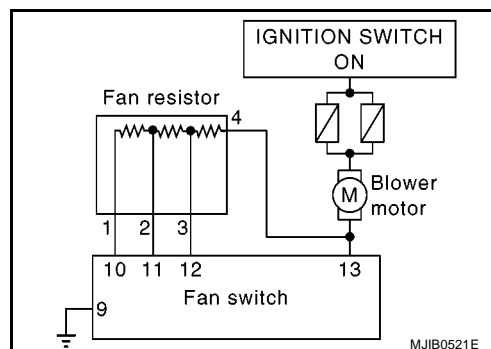 IGNITION SWITCH
ON
Fan resistor
4
M
Blower
motor
1
2
3
10
11
12
13
Fan switch
9
MJIB0521E